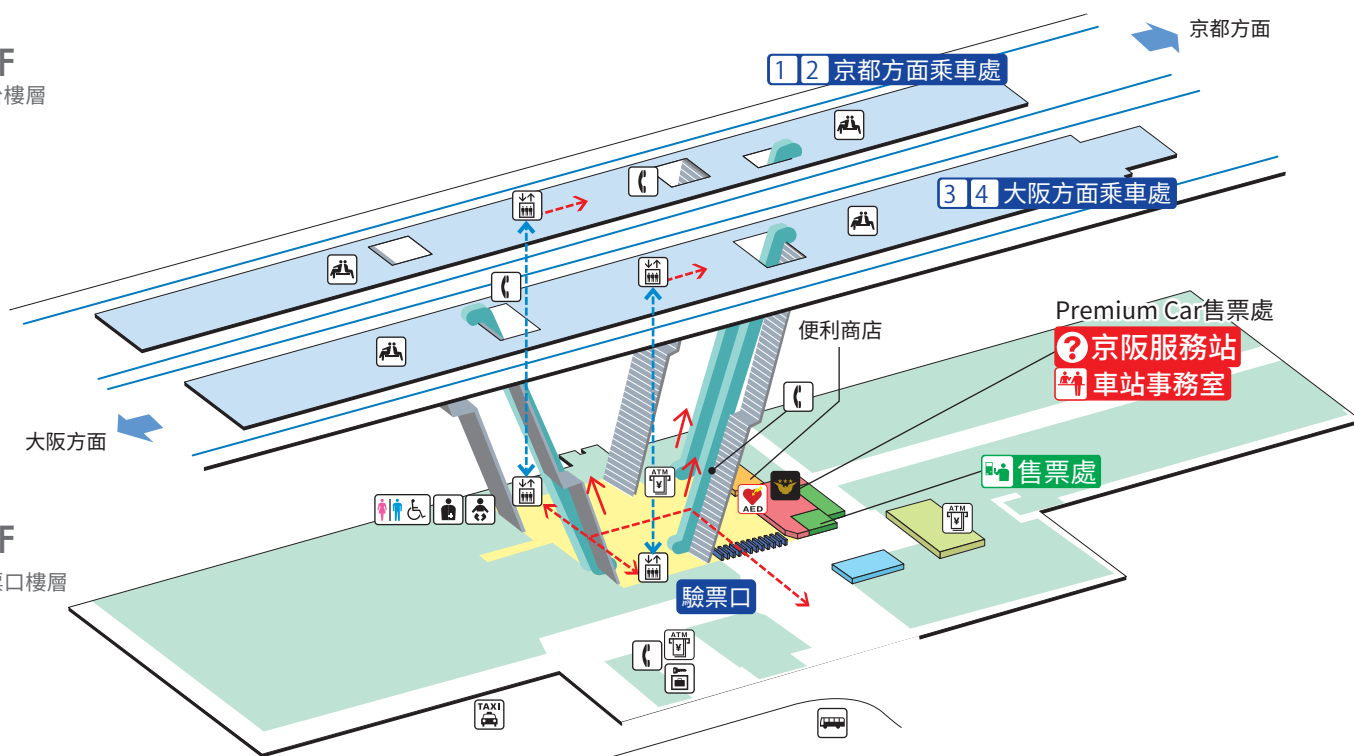 京都方面
F
樓層
1 2 京都方面乘車處
3 4 大阪方面乘車處
Premium Car售票處
? 京阪服務站
車站事務室
便利商店
大阪方面
售票處
ATM
¥
AED
ATM
¥
F
票口樓層
驗票口
ATM
¥
TAXI